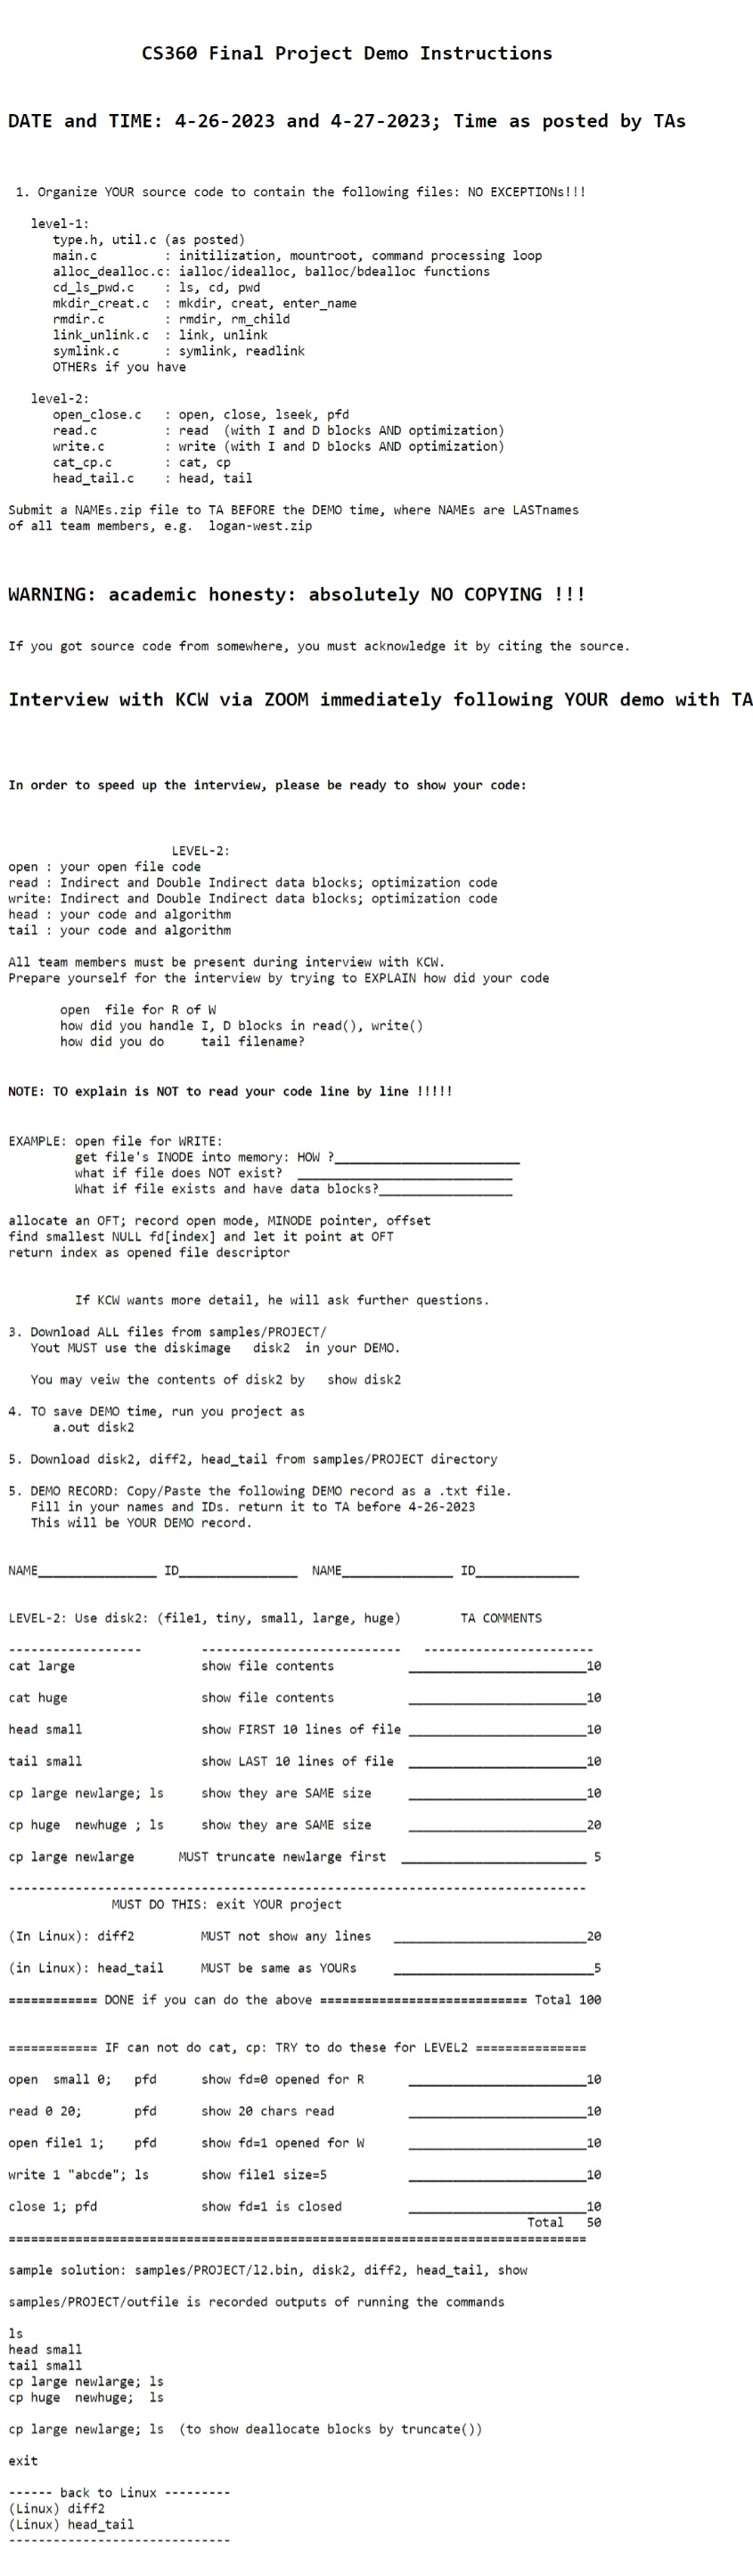 CS360 Final Project Demo Instructions
DATE and TIME: 4-26-2023 and 4-27-2023; Time as posted by TAs
1. Organize YOUR source code to contain the following files: NO EXCEPTIONs!!!
level-1:
type.h, util.c (as posted)
main.c : initilization, mountroot, command processing loop
alloc_dealloc.c: ialloc/idealloc, balloc/bdealloc functions
cd_ls_pwd.c : ls, cd, pwd
mkdir_creat.c : mkdir, creat, enter_name
rmdir.c : rmdir, rm_child
link_unlink.c : link, unlink
symlink.c : symlink, readlink
OTHERs if you have
level-2:
open_close.c : open, close, lseek, pfd
read.c : read (with I and D blocks AND optimization)
write.c : write (with I and D blocks AND optimization)
cat_cp.c : cat, cp
head_tail.c : head, tail
Submit a NAMEs.zip file to TA BEFORE the DEMO time, where NAMEs are LASTnames
of all team members, e.g. logan-west.zip
WARNING: academic honesty: absolutely NO COPYING !!!
If you got source code from somewhere, you must acknowledge it by citing the source.
Interview with KCW via ZOOM immediately following YOUR demo with TA
In order to speed up the interview, please be ready to show your code:
LEVEL-2:
open : your open file code
read : Indirect and Double Indirect data blocks; optimization code
write: Indirect and Double Indirect data blocks; optimization code
head : your code and algorithm
tail : your code and algorithm
All team members must be present during interview with KCW.
Prepare yourself for the interview by trying to EXPLAIN how did your code
open file for R of W
how did you handle I, D blocks in read(), write()
how did you do tail filename?
NOTE: TO explain is NOT to read your code line by line !!!!!
EXAMPLE: open file for WRITE:
get file's INODE into memory: HOW ?_________________________
what if file does NOT exist? _____________________________
What if file exists and have data blocks?__________________
allocate an OFT; record open mode, MINODE pointer, offset
find smallest NULL fd[index] and let it point at OFT
return index as opened file descriptor
If KCW wants more detail, he will ask further questions.
3. Download ALL files from samples/PROJECT/
Yout MUST use the diskimage disk2 in your DEMO.
You may veiw the contents of disk2 by show disk2
4. TO save DEMO time, run you project as
a.out disk2
5. Download disk2, diff2, head_tail from samples/PROJECT directory
5. DEMO RECORD: Copy/Paste the following DEMO record as a .txt file.
Fill in your names and IDs. return it to TA before 4-26-2023
This will be YOUR DEMO record.
NAME________________ ID________________ NAME_______________ ID______________
LEVEL-2: Use disk2: (file1, tiny, small, large, huge) TA COMMENTS
------------------ --------------------------- -----------------------
cat large show file contents ________________________10
cat huge show file contents ________________________10
head small show FIRST 10 lines of file ________________________10
tail small show LAST 10 lines of file ________________________10
cp large newlarge; ls show they are SAME size ________________________10
cp huge newhuge ; ls show they are SAME size ________________________20
cp large newlarge MUST truncate newlarge first _________________________ 5
------------------------------------------------------------------------------
MUST DO THIS: exit YOUR project
(In Linux): diff2 MUST not show any lines __________________________20
(in Linux): head_tail MUST be same as YOURs ___________________________5
============ DONE if you can do the above ============================ Total 100
============ IF can not do cat, cp: TRY to do these for LEVEL2 ===============
open small 0; pfd show fd=0 opened for R ________________________10
read 0 20; pfd show 20 chars read ________________________10
open file1 1; pfd show fd=1 opened for W ________________________10
write 1 "abcde"; ls show file1 size=5 ________________________10
close 1; pfd show fd=1 is closed ________________________10
Total 50
==============================================================================
sample solution: samples/PROJECT/l2.bin, disk2, diff2, head_tail, show
samples/PROJECT/outfile is recorded outputs of running the commands
ls
head small
tail small
cp large newlarge; ls
cp huge newhuge; ls
cp large newlarge; ls (to show deallocate blocks by truncate())
exit
------ back to Linux ---------
(Linux) diff2
(Linux) head_tail
------------------------------